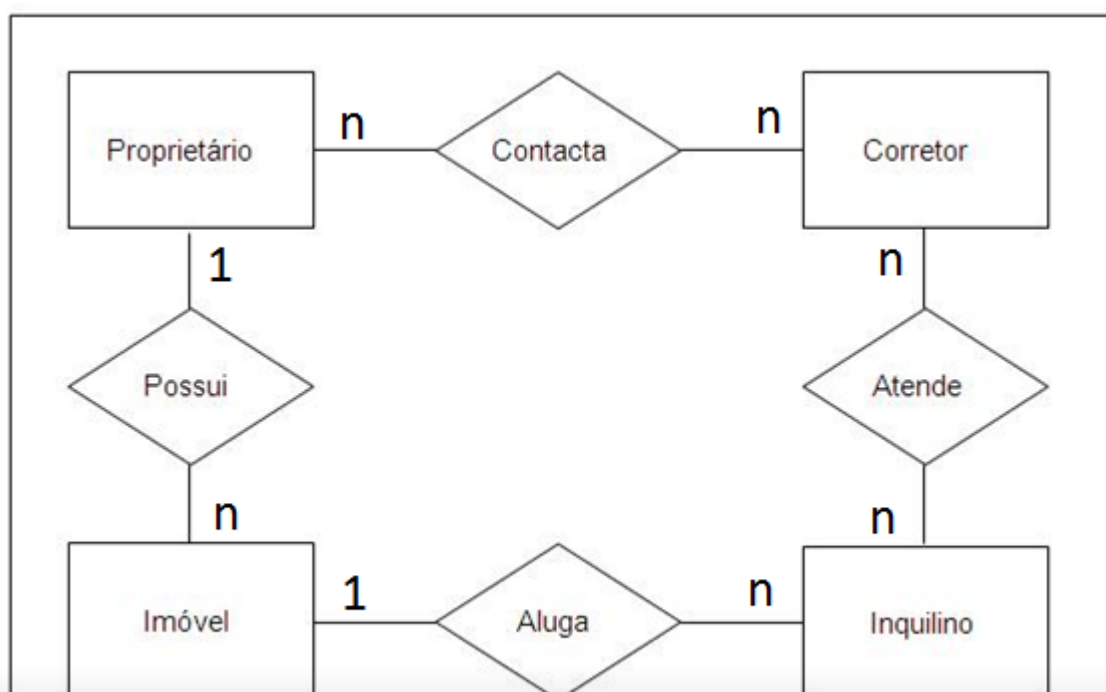 Proprietário
n
Contacta
n
Corretor
1
n
Possui
Atende
n
n
Imóvel
1
Aluga
n
Inquilino